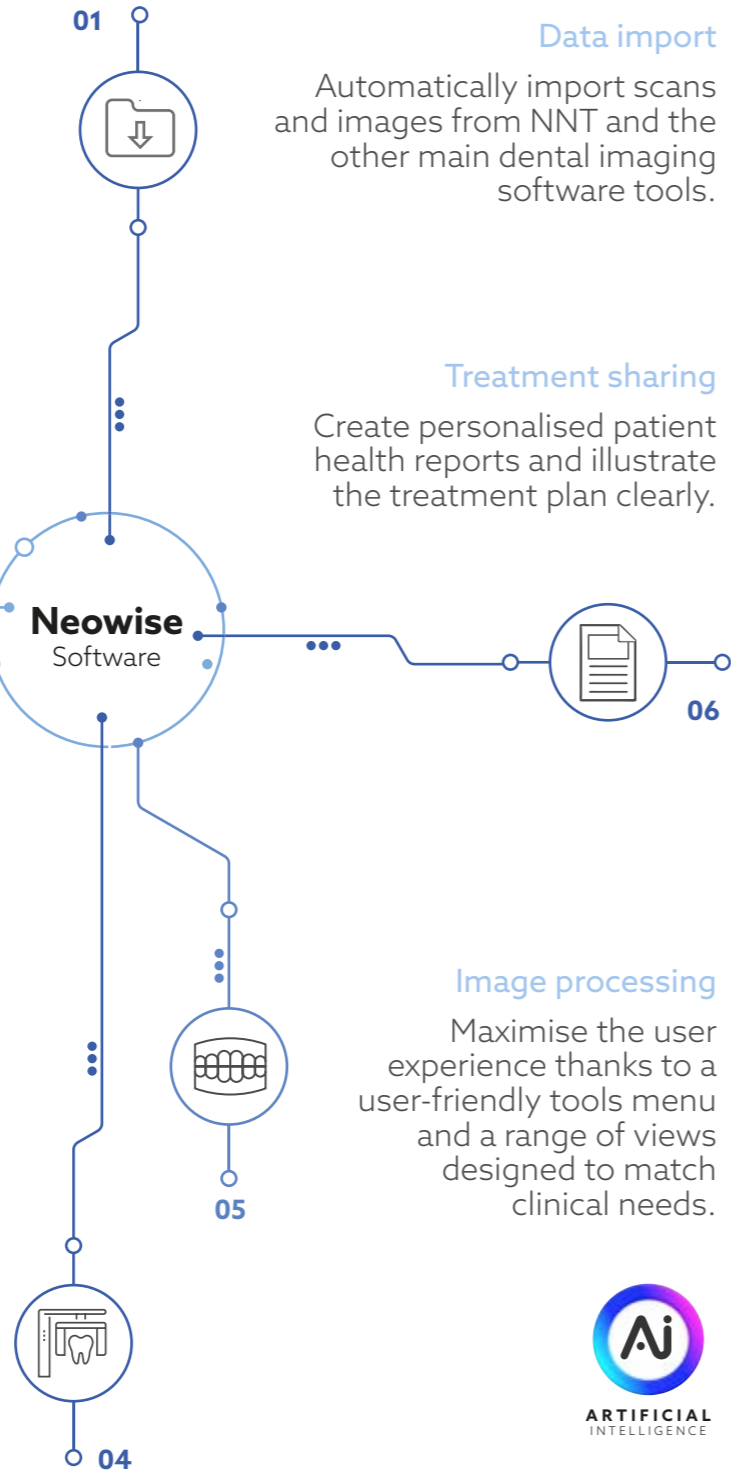 01
Data import
Automatically import scans
and images from NNT and the
other main dental imaging
software tools.
Treatment sharing
Create personalised patient
health reports and illustrate
the treatment plan clearly.
Neowise
Software
06
Image processing
Maximise the user
experience thanks to a
user-friendly tools menu
and a range of views
designed to match
clinical needs.
05
Ai
ARTIFICIAL
INTELLIGENCE
04